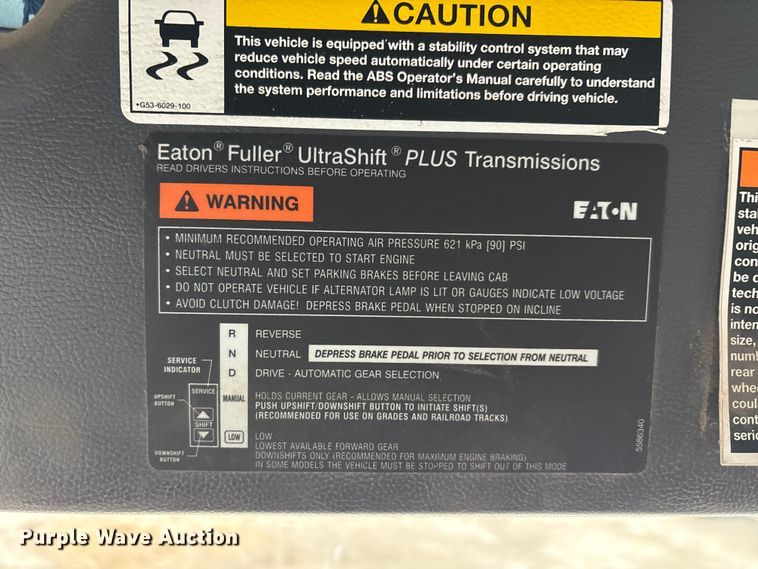 ⚠ CAUTION
This vehicle is equipped with a stability control system that may
reduce vehicle speed automatically under certain operating
conditions. Read the ABS Operator's Manual carefully to understand
the system performance and limitations before driving vehicle.
•G53-6029-100
Eaton® Fuller® UltraShift® PLUS Transmissions
READ DRIVERS INSTRUCTIONS BEFORE OPERATING
⚠ WARNING
EATON
• MINIMUM RECOMMENDED OPERATING AIR PRESSURE 621 kPa [90] PSI
• NEUTRAL MUST BE SELECTED TO START ENGINE
• SELECT NEUTRAL AND SET PARKING BRAKES BEFORE LEAVING CAB
• DO NOT OPERATE VEHICLE IF ALTERNATOR LAMP IS LIT OR GAUGES INDICATE LOW VOLTAGE
• AVOID CLUTCH DAMAGE! DEPRESS BRAKE PEDAL WHEN STOPPED ON INCLINE
R REVERSE
N NEUTRAL DEPRESS BRAKE PEDAL PRIOR TO SELECTION FROM NEUTRAL
D DRIVE - AUTOMATIC GEAR SELECTION
MANUAL HOLDS CURRENT GEAR - ALLOWS MANUAL SELECTION
PUSH UPSHIFT/DOWNSHIFT BUTTON TO INITIATE SHIFT(S)
(RECOMMENDED FOR USE ON GRADES AND RAILROAD TRACKS)
LOW LOW
LOWEST AVAILABLE FORWARD GEAR
DOWNSHIFTS ONLY (RECOMMENDED FOR MAXIMUM ENGINE BRAKING)
IN SOME MODELS THE VEHICLE MUST BE STOPPED TO SHIFT OUT OF THIS MODE
SERVICE
INDICATOR
SERVICE
UPSHIFT
BUTTON
SHIFT
DOWNSHIFT
BUTTON
5586340
Thi
sta
veh
orig
con
be d
tech
is no
inten
size,
numb
rear
whee
coul
cont
seric
Purple Wave Auction